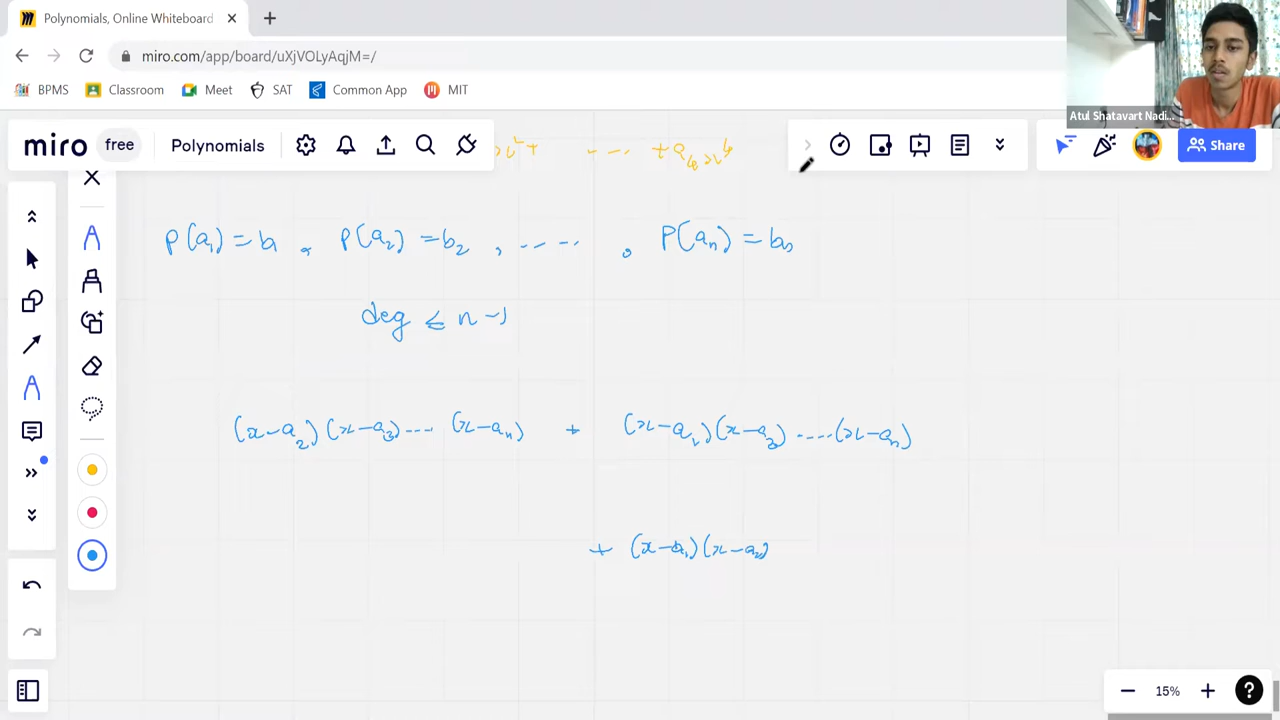 Polynomials, Online Whiteboard
miro.com/app/board/uXjVOLyAqjM=/
BPMS Classroom Meet SAT Common App MIT
Atul Shatavart Nadi...
miro free Polynomials Share
x²+ ---- + a₆x⁶
P(a₁) = b₁, P(a₂) = b₂, ----, P(aₙ) = bₙ
deg ≤ n-1
(x-a₂)(x-a₃)----(x-aₙ) + (x-a₁)(x-a₃)----(x-aₙ)
+ (x-a₁)(x-a₂)
15%